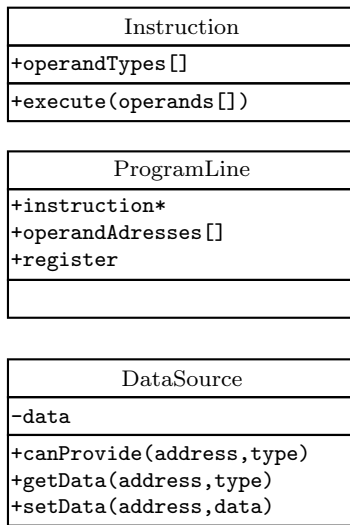 Instruction
+operandTypes[]
+execute(operands[])
ProgramLine
+instruction*
+operandAdresses[]
+register
DataSource
-data
+canProvide(address,type)
+getData(address,type)
+setData(address,data)